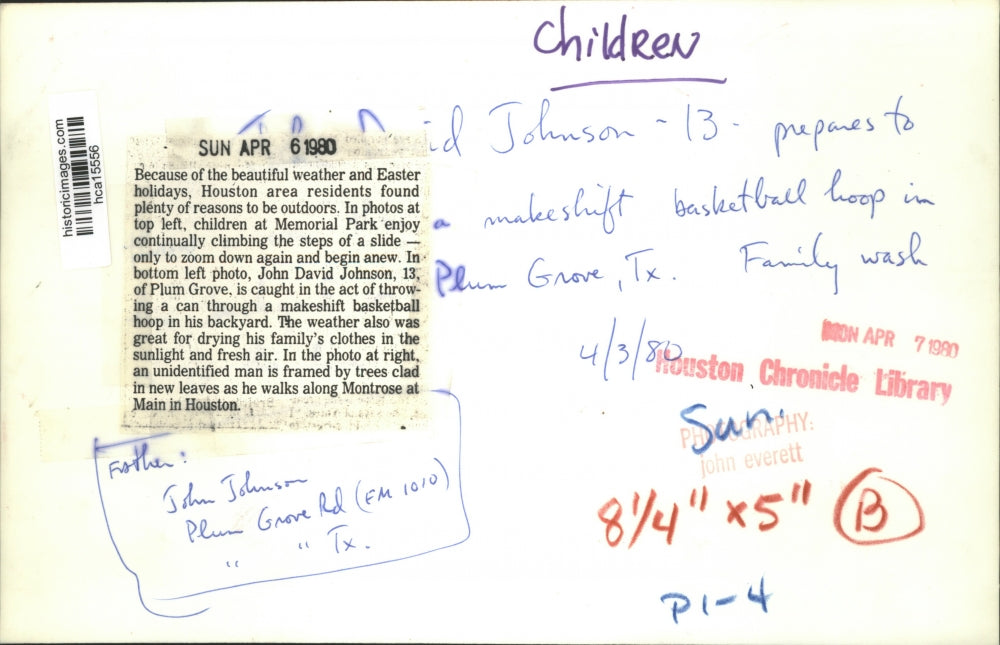 Children
id Johnson - 13 - prepares to
a makeshift basketball hoop in
Plum Grove, Tx. Family wash
4/3/80
historicimages.com
hca15556
SUN APR 6 1980
Because of the beautiful weather and Easter
holidays, Houston area residents found
plenty of reasons to be outdoors. In photos at
top left, children at Memorial Park enjoy
continually climbing the steps of a slide —
only to zoom down again and begin anew. In
bottom left photo, John David Johnson, 13,
of Plum Grove, is caught in the act of throw-
ing a can through a makeshift basketball
hoop in his backyard. The weather also was
great for drying his family's clothes in the
sunlight and fresh air. In the photo at right,
an unidentified man is framed by trees clad
in new leaves as he walks along Montrose at
Main in Houston.
MON APR 7 1980
Houston Chronicle Library
Sun.
PHOTOGRAPHY:
john everett
8 1/4" x 5" B
P1-4
Father:
John Johnson
Plum Grove Rd (FM 1010)
" " Tx.